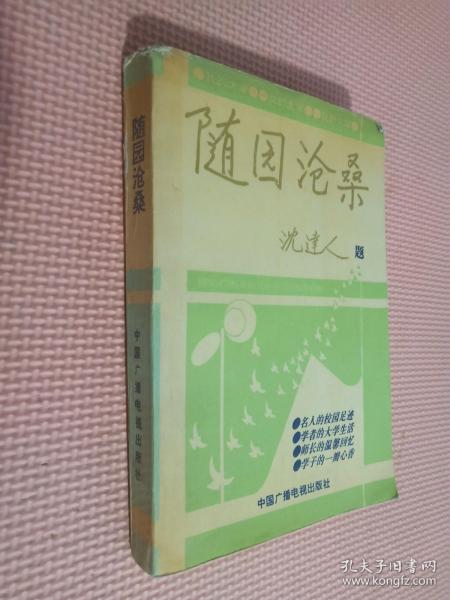 随园沧桑
沈达人 题
●名人的校园足迹
●学者的大学生活
●师长的温馨回忆
●学子的一瓣心香
中国广播电视出版社
随园沧桑
中国广播电视出版社
孔夫子旧书网
www.kongfz.com